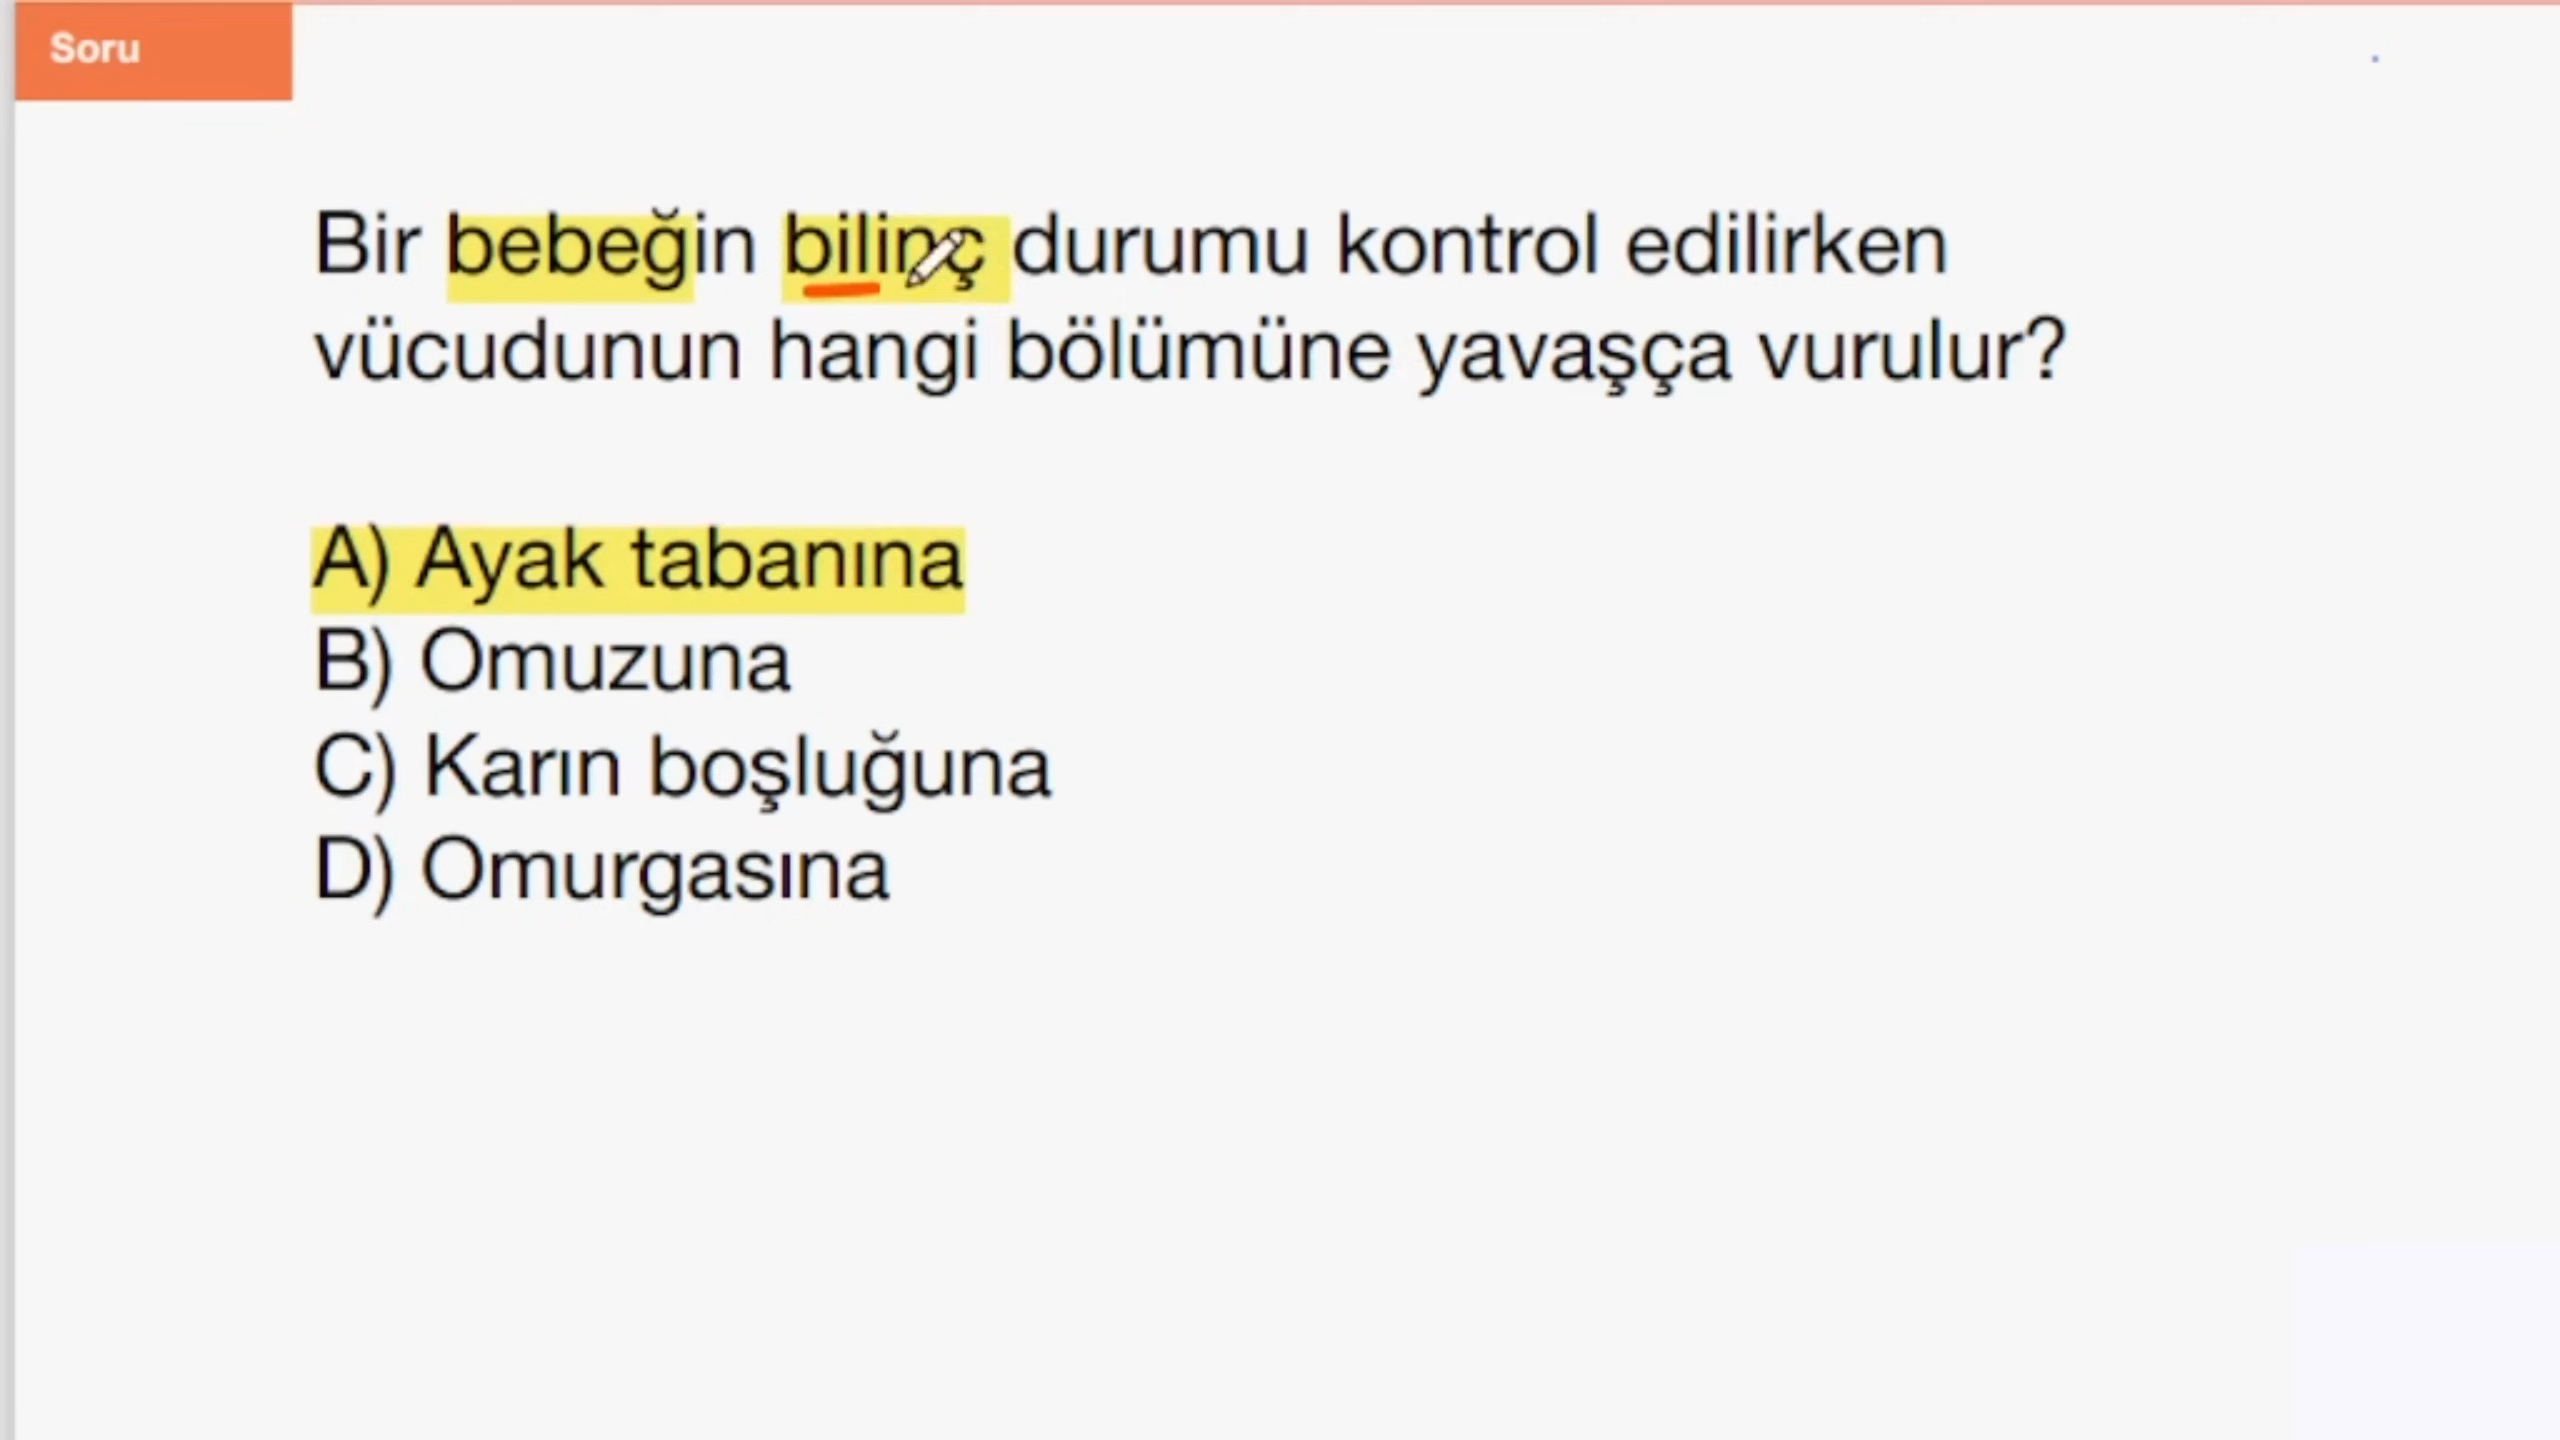 Soru
Bir bebeğin bilinç durumu kontrol edilirken
vücudunun hangi bölümüne yavaşça vurulur?
A) Ayak tabanına
B) Omuzuna
C) Karın boşluğuna
D) Omurgasına